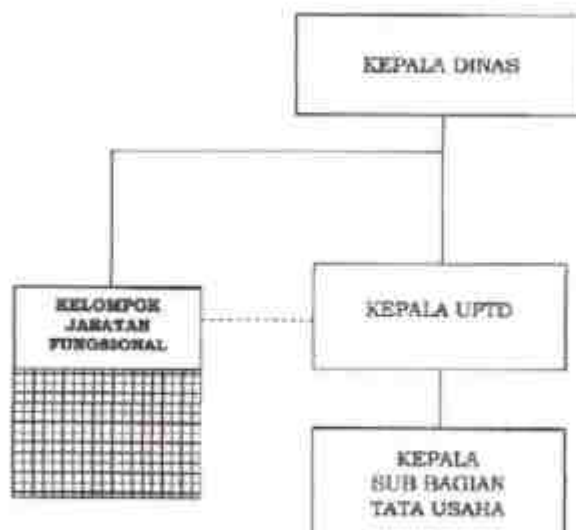 KEPALA DINAS
KELOMPOK
JABATAN
FUNGSIONAL
KEPALA UPTD
KEPALA
SUB BAGIAN
TATA USAHA